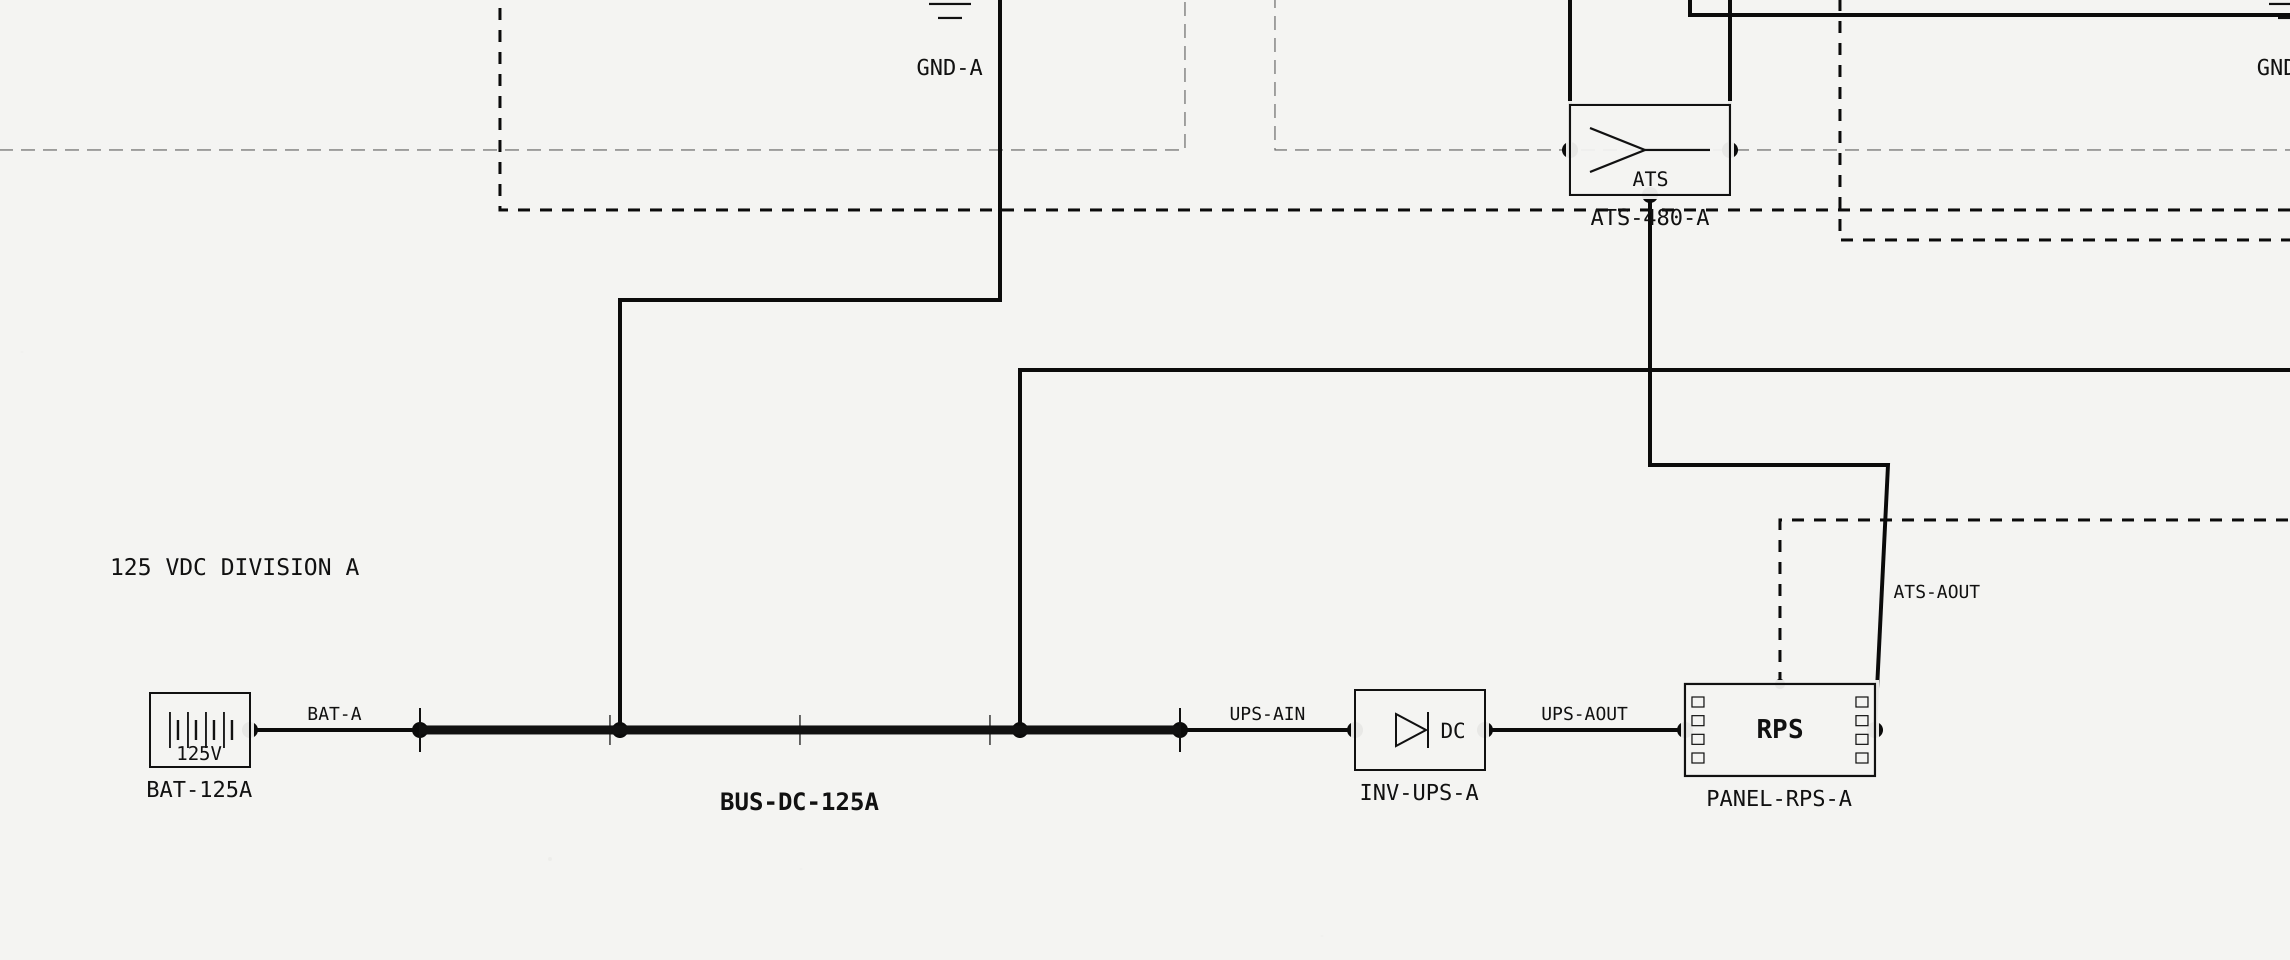 GND-A
ATS
ATS-480-A
125 VDC DIVISION A
ATS-AOUT
BAT-A
UPS-AIN
UPS-AOUT
125V
DC
RPS
BAT-125A
BUS-DC-125A
INV-UPS-A
PANEL-RPS-A